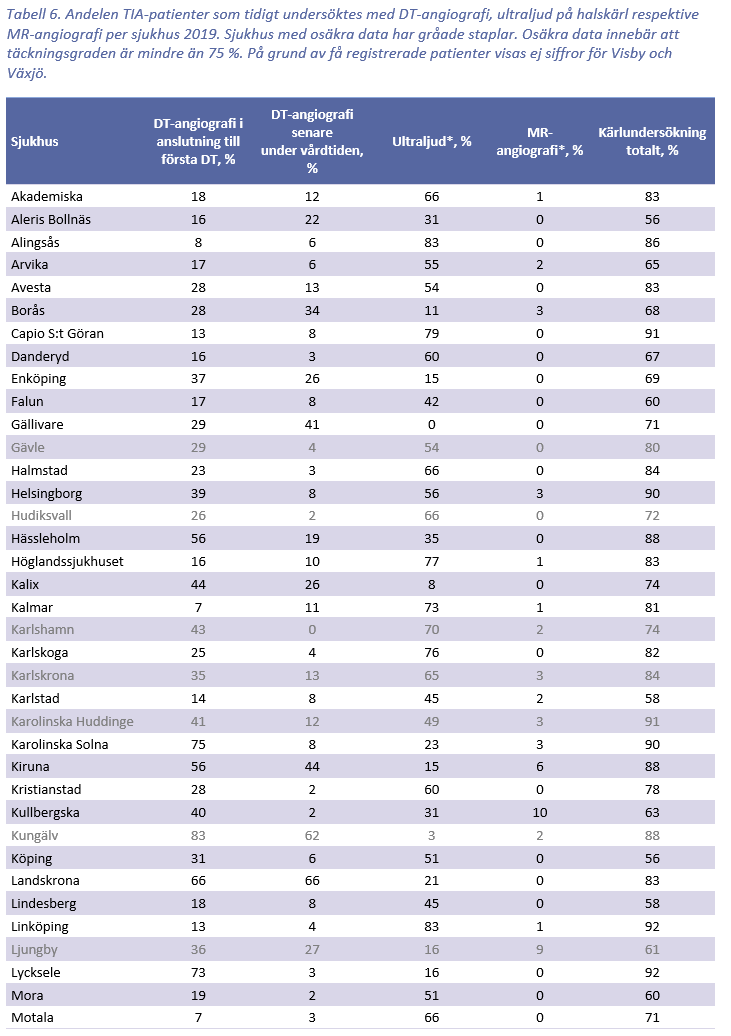 Tabell 6. Andelen TIA-patienter som tidigt undersöktes med DT-angiografi, ultraljud på halskärl respektive
MR-angiografi per sjukhus 2019. Sjukhus med osäkra data har gråade staplar. Osäkra data innebär att
täckningsgraden är mindre än 75 %. På grund av få registrerade patienter visas ej siffror för Visby och
Växjö.
Sjukhus DT-angiografi i anslutning till första DT, % DT-angiografi senare under vårdtiden, % Ultraljud*, % MR-angiografi*, % Kärlundersökning totalt, %
Akademiska 18 12 66 1 83
Aleris Bollnäs 16 22 31 0 56
Alingsås 8 6 83 0 86
Arvika 17 6 55 2 65
Avesta 28 13 54 0 83
Borås 28 34 11 3 68
Capio S:t Göran 13 8 79 0 91
Danderyd 16 3 60 0 67
Enköping 37 26 15 0 69
Falun 17 8 42 0 60
Gällivare 29 41 0 0 71
Gävle 29 4 54 0 80
Halmstad 23 3 66 0 84
Helsingborg 39 8 56 3 90
Hudiksvall 26 2 66 0 72
Hässleholm 56 19 35 0 88
Höglandssjukhuset 16 10 77 1 83
Kalix 44 26 8 0 74
Kalmar 7 11 73 1 81
Karlshamn 43 0 70 2 74
Karlskoga 25 4 76 0 82
Karlskrona 35 13 65 3 84
Karlstad 14 8 45 2 58
Karolinska Huddinge 41 12 49 3 91
Karolinska Solna 75 8 23 3 90
Kiruna 56 44 15 6 88
Kristianstad 28 2 60 0 78
Kullbergska 40 2 31 10 63
Kungälv 83 62 3 2 88
Köping 31 6 51 0 56
Landskrona 66 66 21 0 83
Lindesberg 18 8 45 0 58
Linköping 13 4 83 1 92
Ljungby 36 27 16 9 61
Lycksele 73 3 16 0 92
Mora 19 2 51 0 60
Motala 7 3 66 0 71